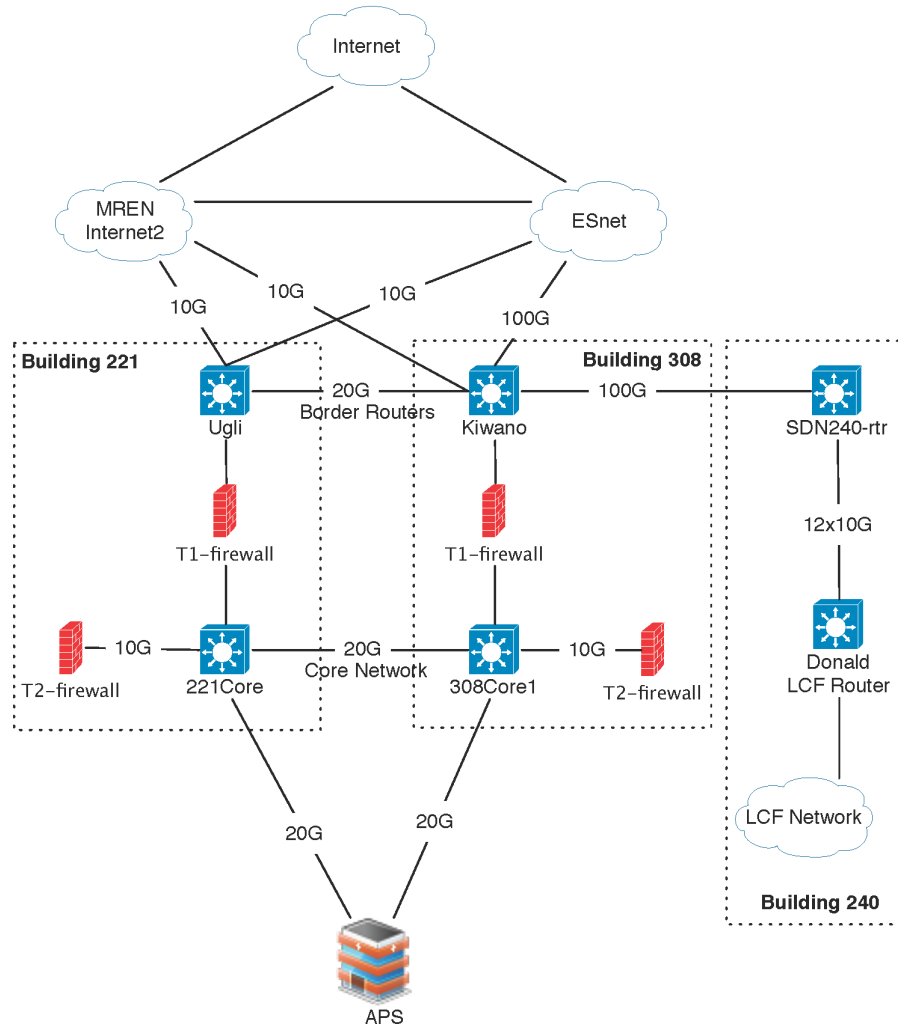 Internet
MREN
Internet2
ESnet
10G
10G
10G
100G
Building 221
Building 308
20G
Border Routers
100G
Ugli
Kiwano
SDN240-rtr
T1-firewall
T1-firewall
12x10G
10G
20G
Core Network
10G
T2-firewall
221Core
308Core1
T2-firewall
Donald
LCF Router
20G
20G
LCF Network
Building 240
APS